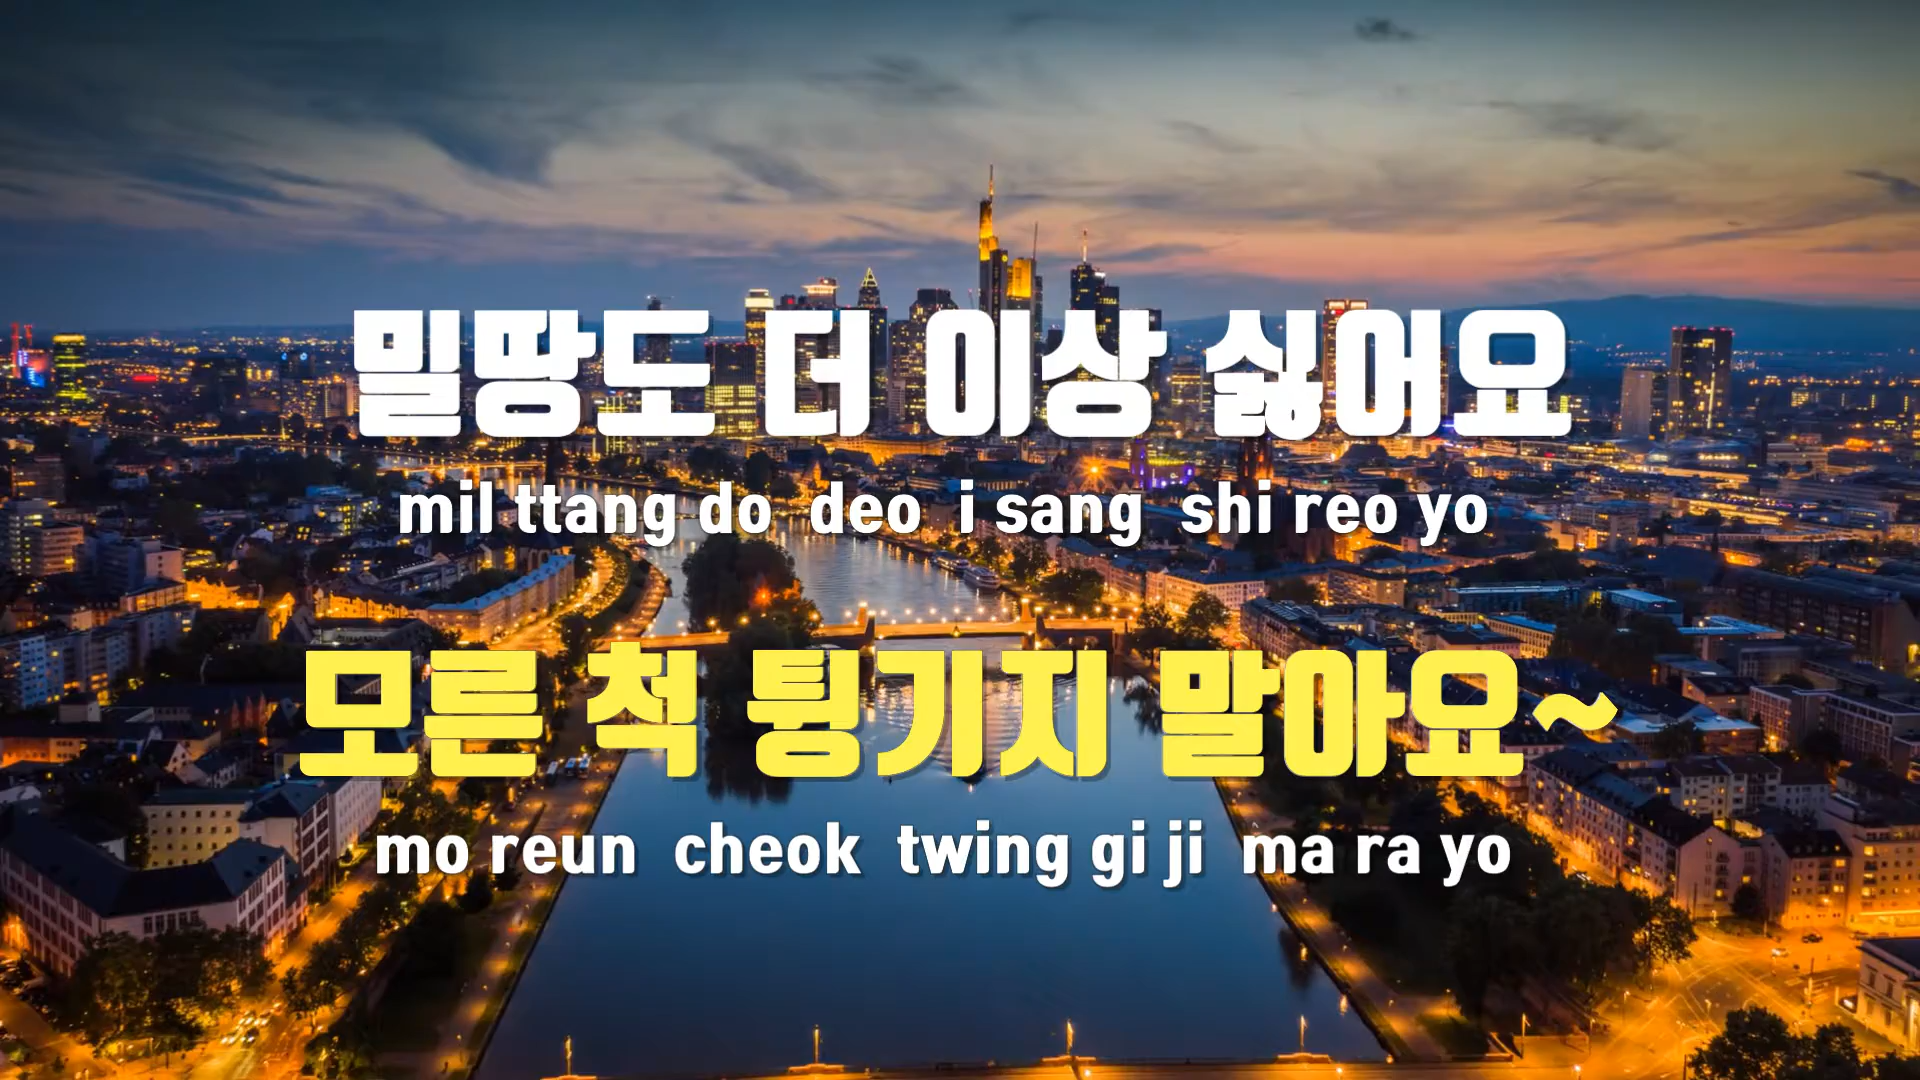 밀땅도 더 이상 싫어요
mil ttang do deo i sang shi reo yo
모른 척 튕기지 말아요~
mo reun cheok twing gi ji ma ra yo